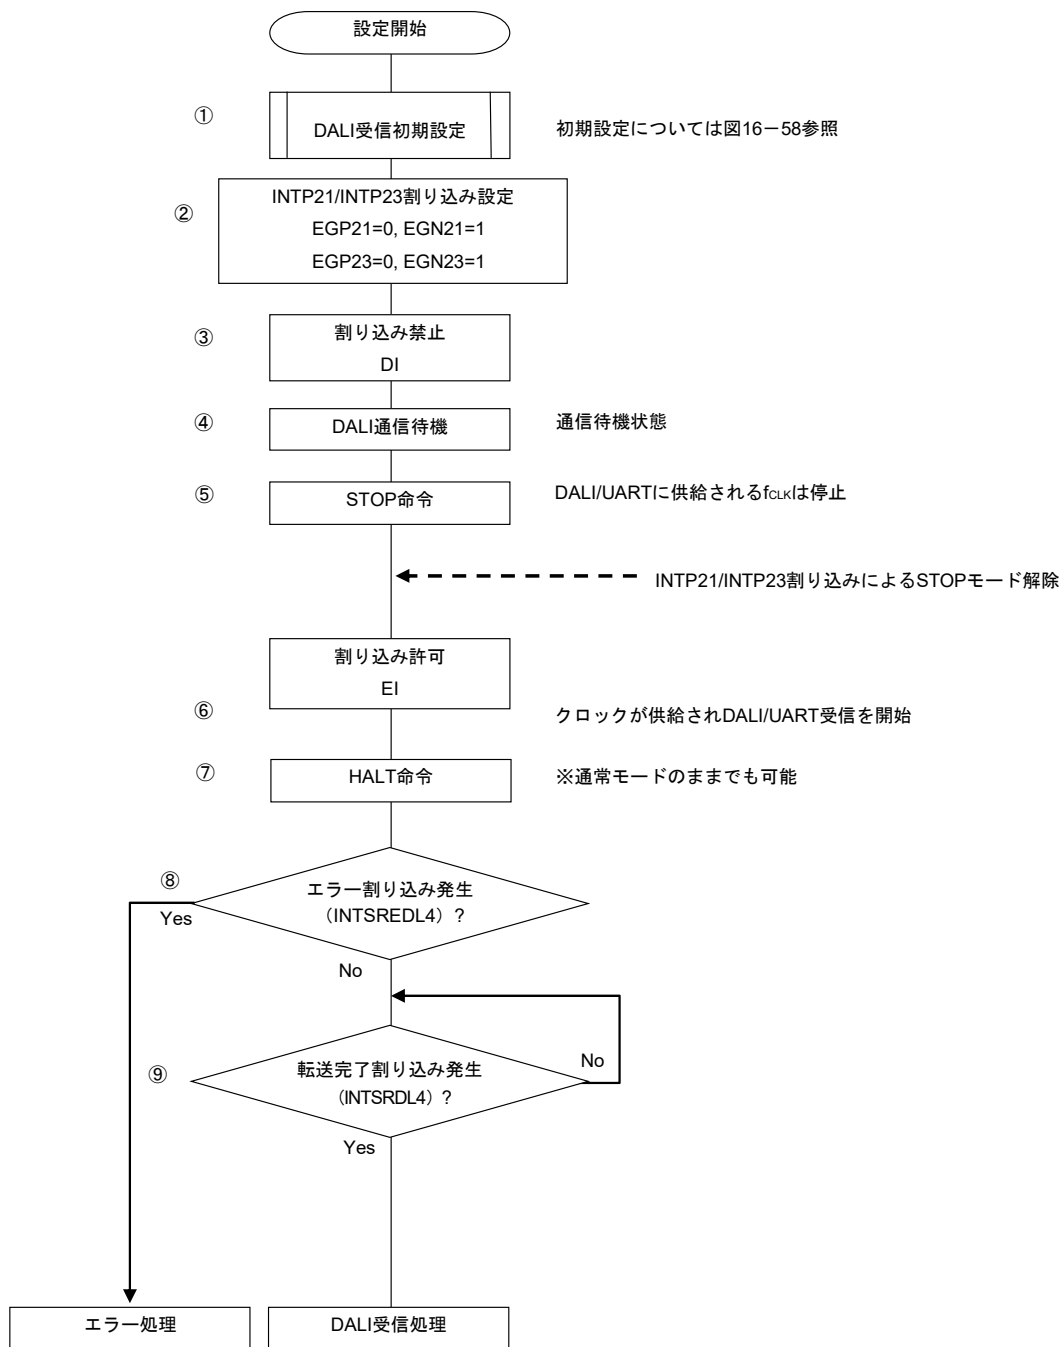 設定開始
①
DALI受信初期設定
初期設定については図16－58参照
②
INTP21/INTP23割り込み設定
EGP21=0, EGN21=1
EGP23=0, EGN23=1
③
割り込み禁止
DI
④
DALI通信待機
通信待機状態
⑤
STOP命令
DALI/UARTに供給されるfCLKは停止
INTP21/INTP23割り込みによるSTOPモード解除
割り込み許可
EI
⑥
クロックが供給されDALI/UART受信を開始
⑦
HALT命令
※通常モードのままでも可能
⑧
エラー割り込み発生
（INTSREDL4）？
Yes
No
⑨
転送完了割り込み発生
（INTSRDL4）？
No
Yes
エラー処理
DALI受信処理